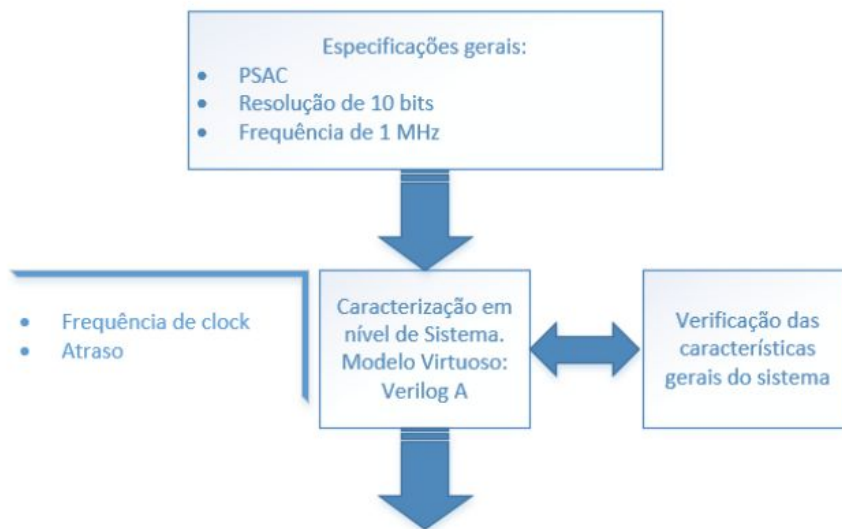 Especificações gerais:
• PSAC
• Resolução de 10 bits
• Frequência de 1 MHz
• Frequência de clock
• Atraso
Caracterização em
nível de Sistema.
Modelo Virtuoso:
Verilog A
Verificação das
características
gerais do sistema